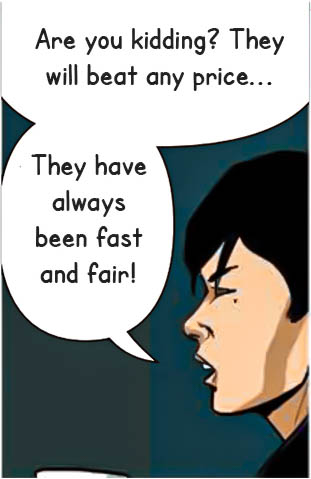 Are you kidding? They
will beat any price...
They have
always
been fast
and fair!